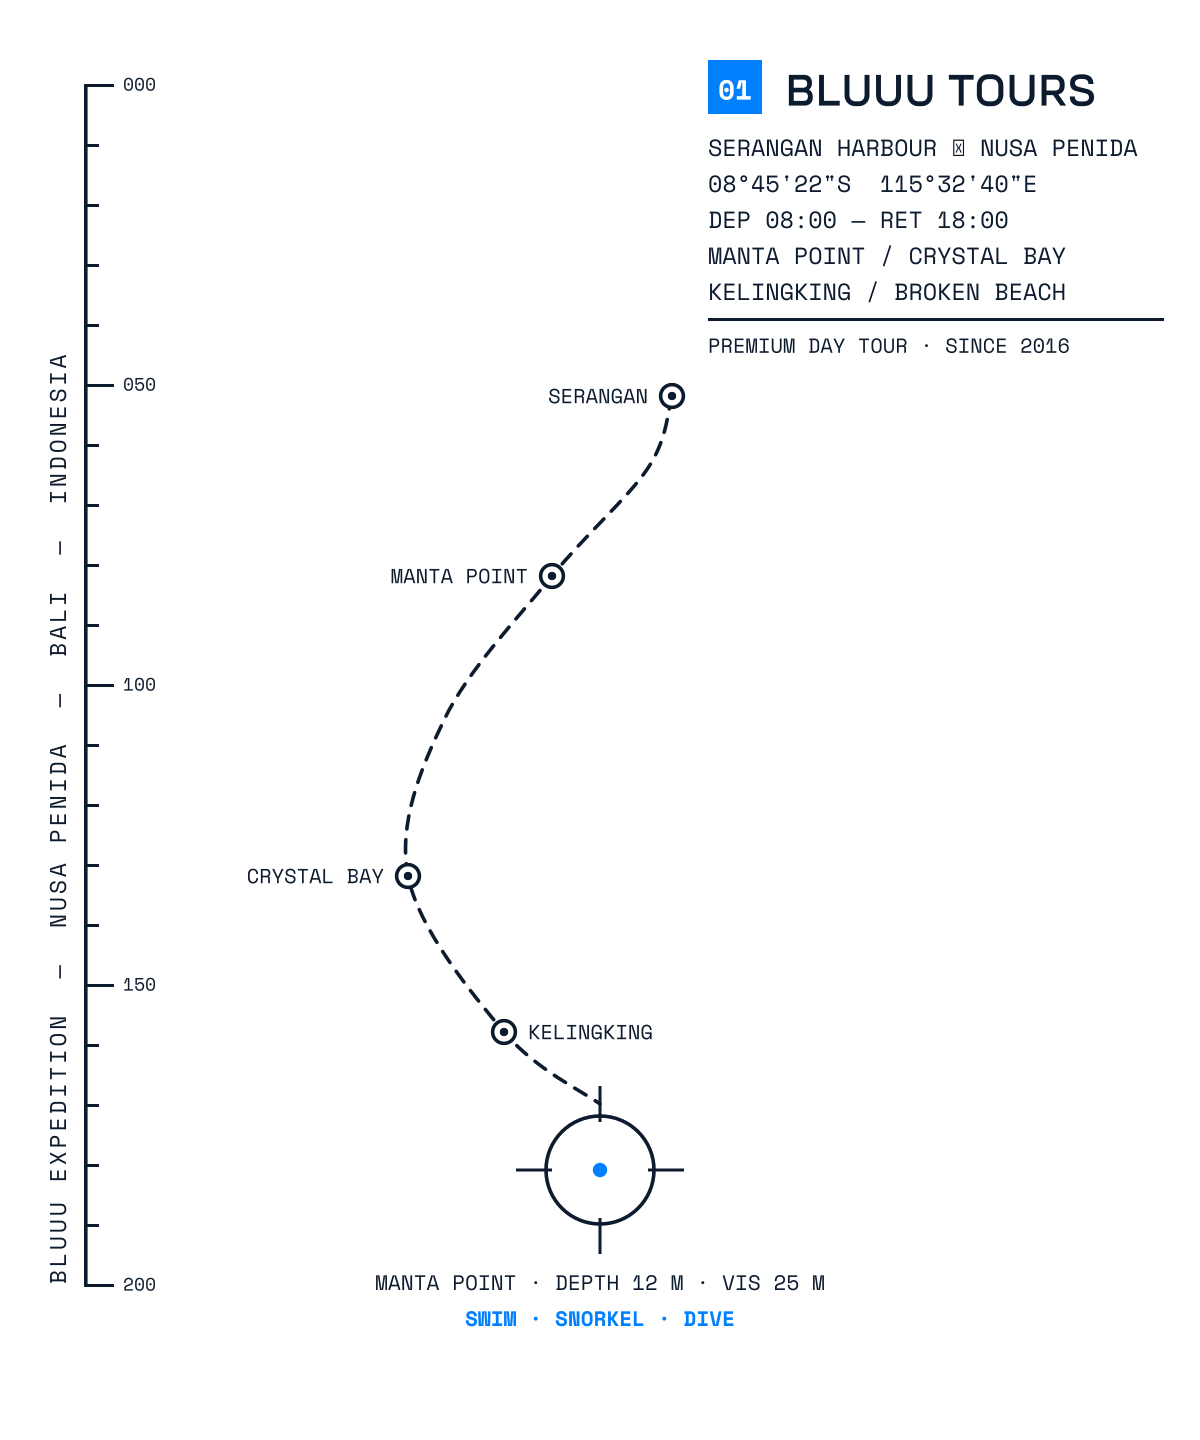 01 BLUUU TOURS
SERANGAN HARBOUR NUSA PENIDA
08°45'22"S 115°32'40"E
DEP 08:00 — RET 18:00
MANTA POINT / CRYSTAL BAY
KELINGKING / BROKEN BEACH
PREMIUM DAY TOUR · SINCE 2016
000
050
100
150
200
BLUUU EXPEDITION — NUSA PENIDA — BALI — INDONESIA
SERANGAN
MANTA POINT
CRYSTAL BAY
KELINGKING
MANTA POINT · DEPTH 12 M · VIS 25 M
SWIM · SNORKEL · DIVE